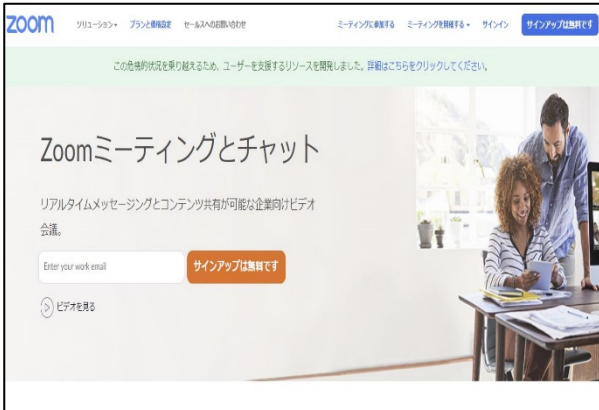 zoom ソリューション▾ プランと価格設定 セールスへのお問い合わせ ミーティングに参加する ミーティングを開催する▾ サインイン サインアップは無料です
この危機的状況を乗り越えるため、ユーザーを支援するリソースを開発しました。詳細はこちらをクリックしてください。
Zoomミーティングとチャット
リアルタイムメッセージングとコンテンツ共有が可能な企業向けビデオ
会議。
Enter your work email サインアップは無料です
ビデオを見る